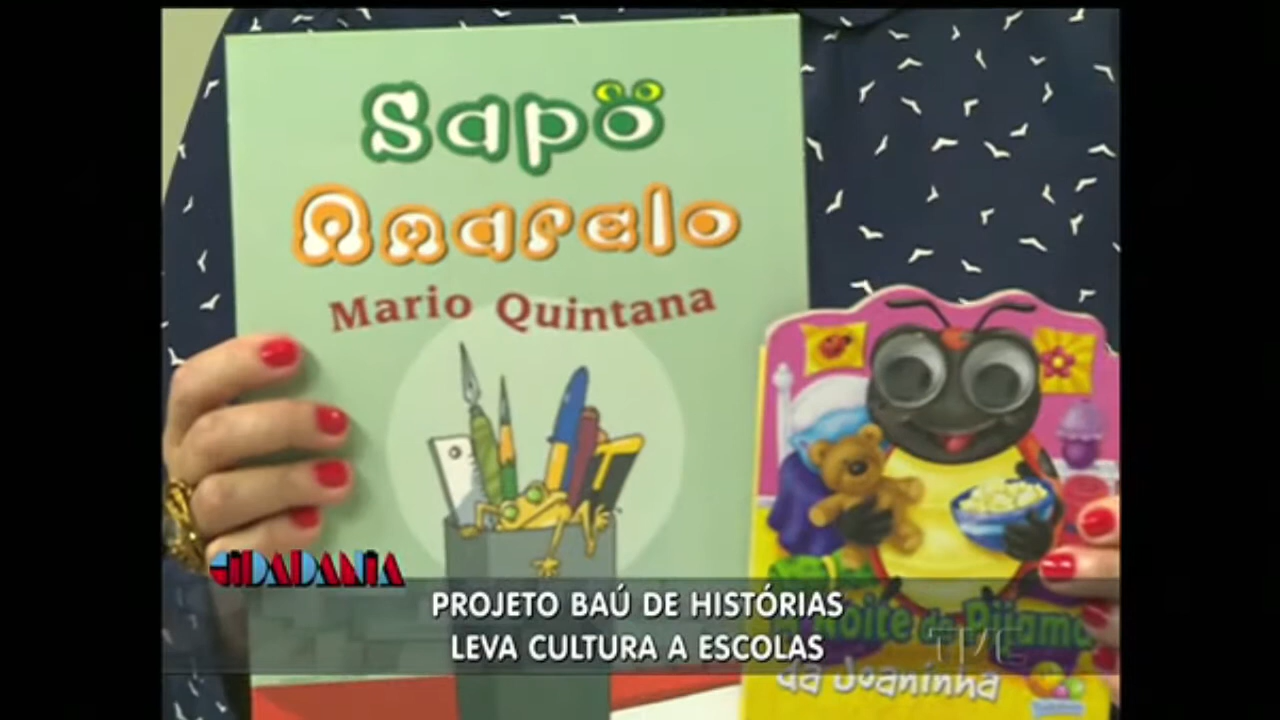 Sapo
Amarelo
Mario Quintana
CIDADANIA
PROJETO BAÚ DE HISTÓRIAS
LEVA CULTURA A ESCOLAS
A Noite do Pijama
da Joaninha